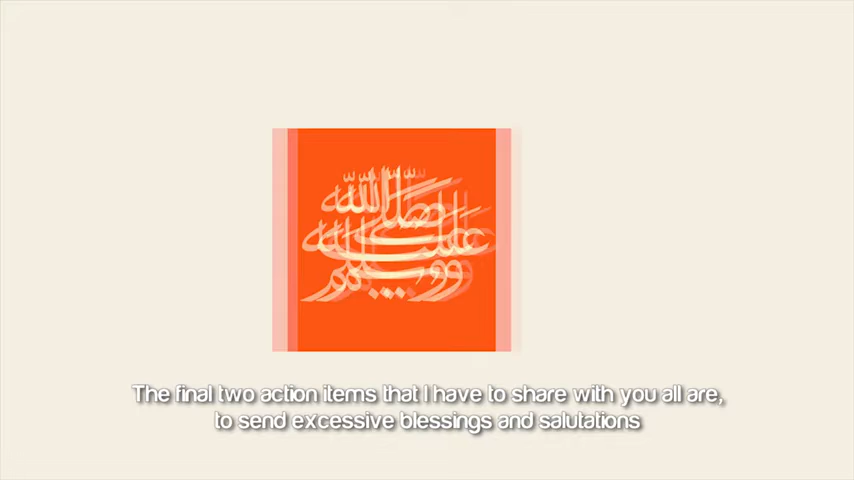 صلى الله
عليه
وسلم
The final two action items that I have to share with you all are,
to send excessive blessings and salutations